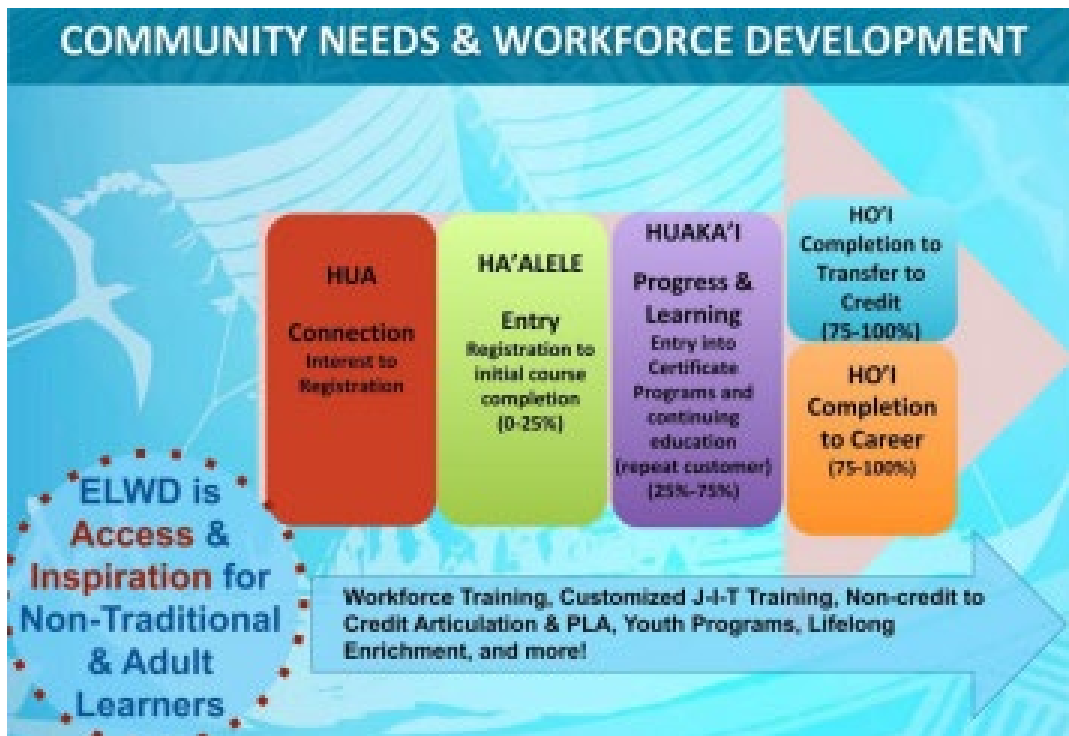 COMMUNITY NEEDS & WORKFORCE DEVELOPMENT
HUA
Connection
Interest to
Registration
HA'ALELE
Entry
Registration to
initial course
completion
(0-25%)
HUAKA'I
Progress &
Learning
Entry into
Certificate
Programs and
continuing
education
(repeat customer)
(25%-75%)
HO'I
Completion to
Transfer to
Credit
(75-100%)
HO'I
Completion
to Career
(75-100%)
ELWD is
Access &
Inspiration for
Non-Traditional
& Adult
Learners
Workforce Training, Customized J-I-T Training, Non-credit to
Credit Articulation & PLA, Youth Programs, Lifelong
Enrichment, and more!